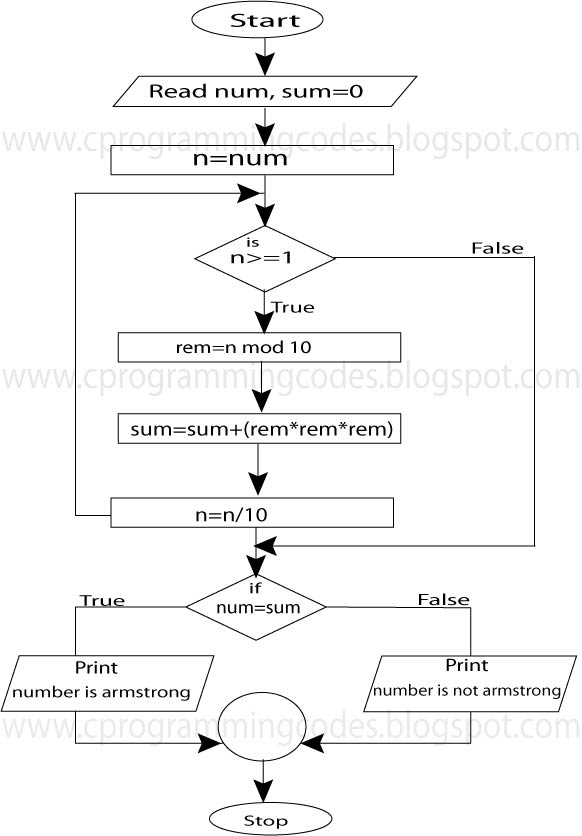 Start
Read num, sum=0
www.cprogrammingcodes.blogspot.com
n=num
is
n>=1
False
True
rem=n mod 10
www.cprogrammingcodes.blogspot.com
sum=sum+(rem*rem*rem)
n=n/10
if
num=sum
True
False
Print
number is armstrong
Print
number is not armstrong
www.cprogrammingcodes.blogspot.com
Stop